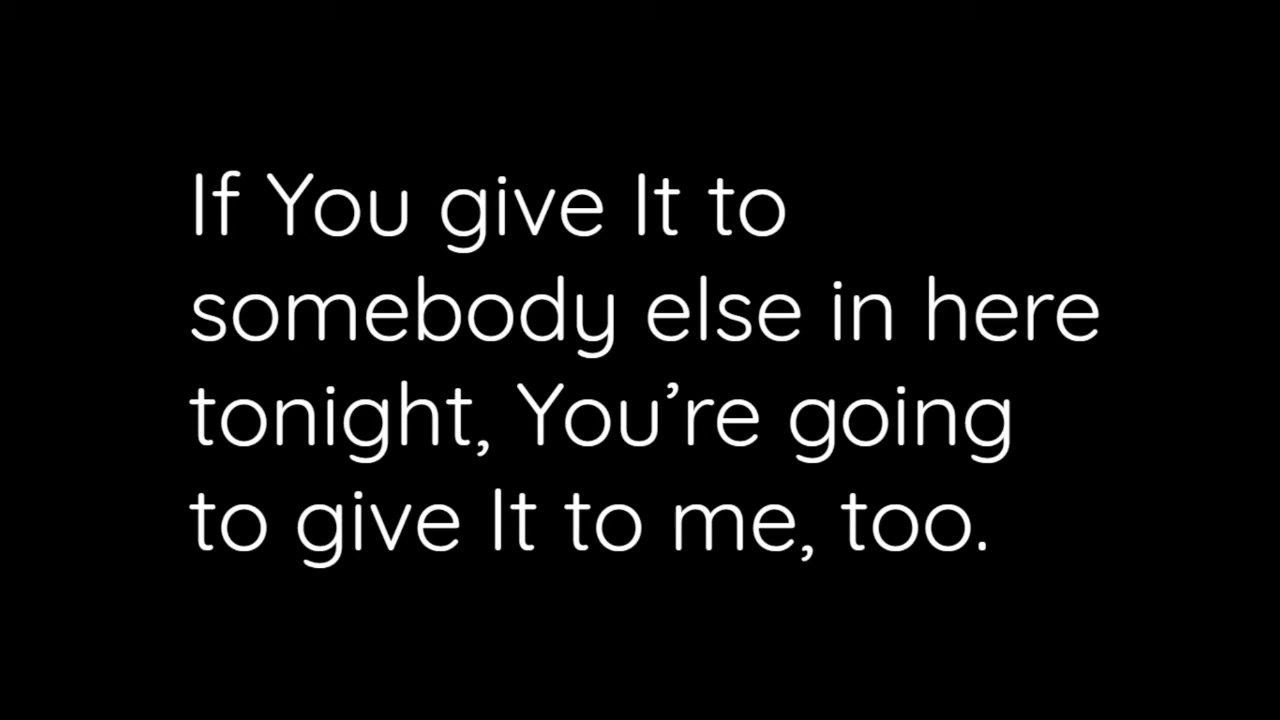 If You give It to
somebody else in here
tonight, You’re going
to give It to me, too.